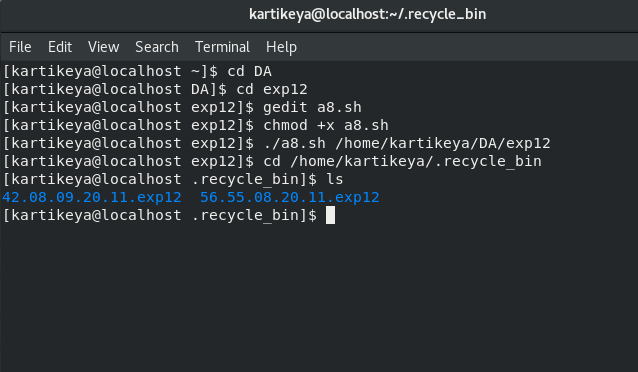 kartikeya@localhost:~/.recycle_bin
File Edit View Search Terminal Help
[kartikeya@localhost ~]$ cd DA
[kartikeya@localhost DA]$ cd exp12
[kartikeya@localhost exp12]$ gedit a8.sh
[kartikeya@localhost exp12]$ chmod +x a8.sh
[kartikeya@localhost exp12]$ ./a8.sh /home/kartikeya/DA/exp12
[kartikeya@localhost exp12]$ cd /home/kartikeya/.recycle_bin
[kartikeya@localhost .recycle_bin]$ ls
42.08.09.20.11.exp12  56.55.08.20.11.exp12
[kartikeya@localhost .recycle_bin]$